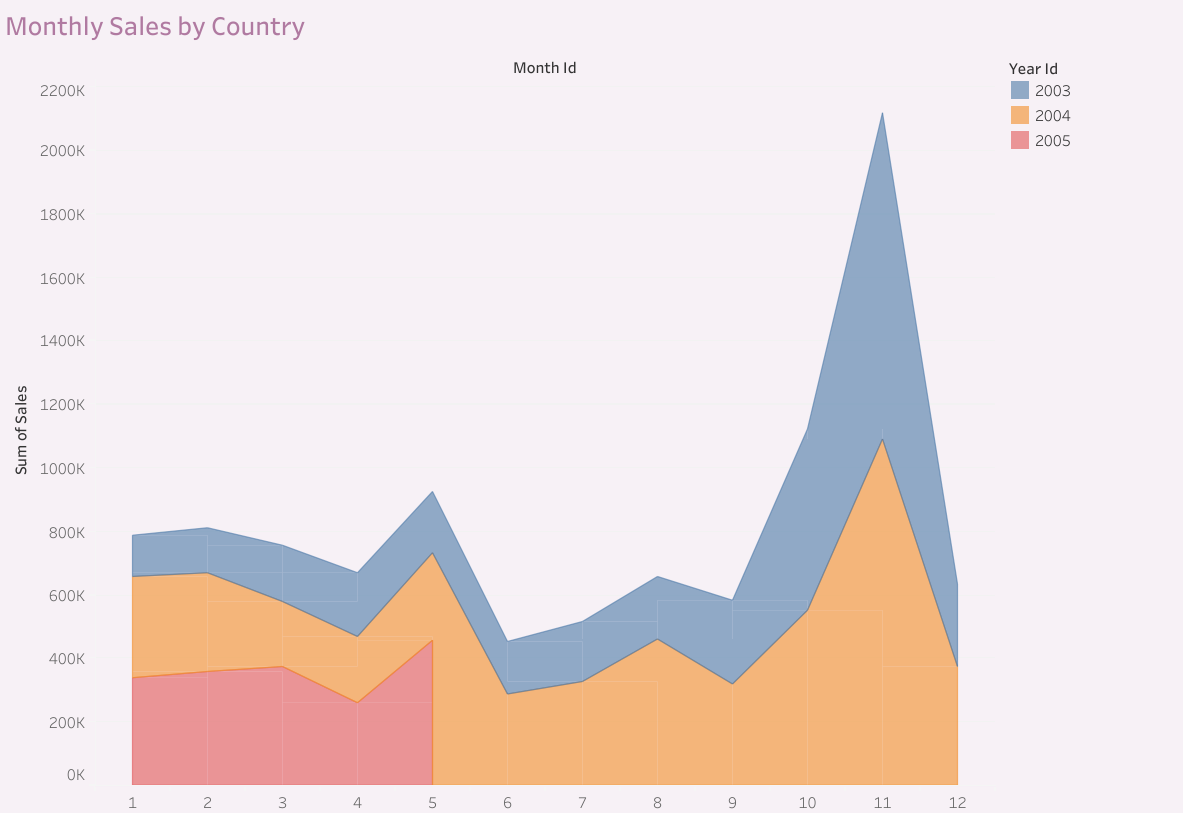 Monthly Sales by Country
Month Id
Year Id
2003
2004
2005
Sum of Sales
2200K
2000K
1800K
1600K
1400K
1200K
1000K
800K
600K
400K
200K
0K
1 2 3 4 5 6 7 8 9 10 11 12